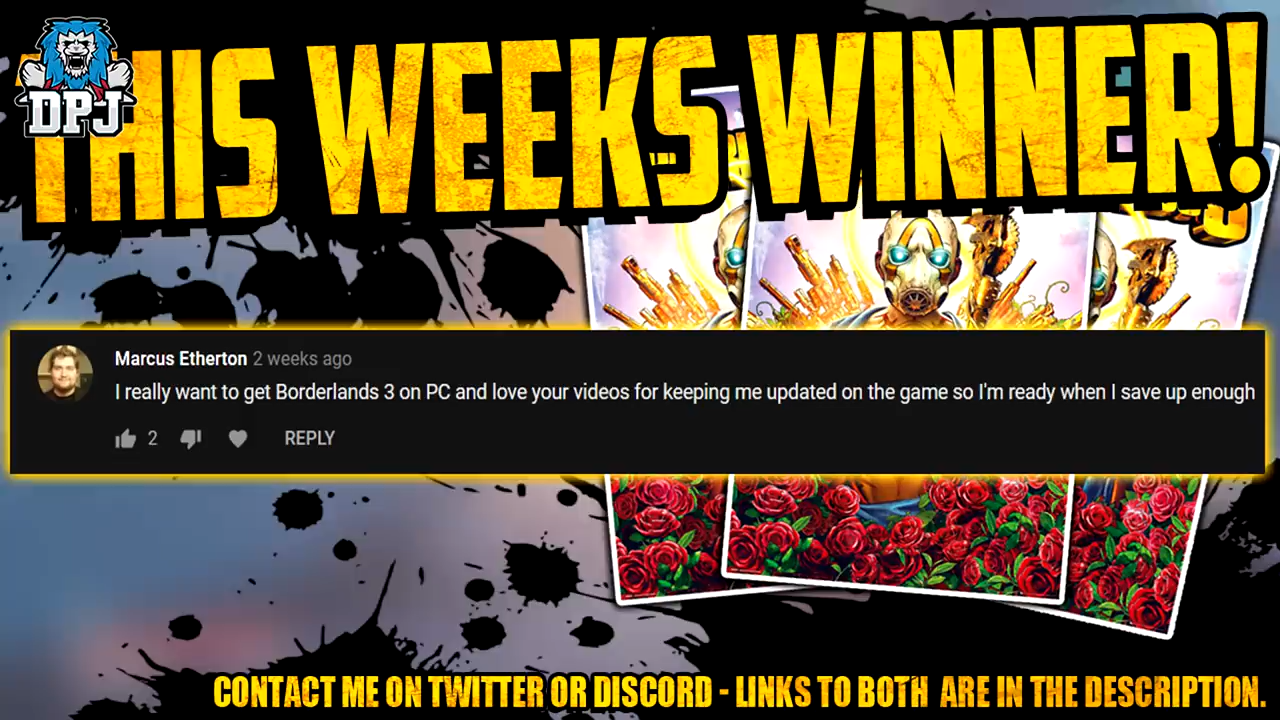 THIS WEEKS WINNER!
DPJ
Marcus Etherton 2 weeks ago
I really want to get Borderlands 3 on PC and love your videos for keeping me updated on the game so I'm ready when I save up enough
2 REPLY
CONTACT ME ON TWITTER OR DISCORD - LINKS TO BOTH ARE IN THE DESCRIPTION.